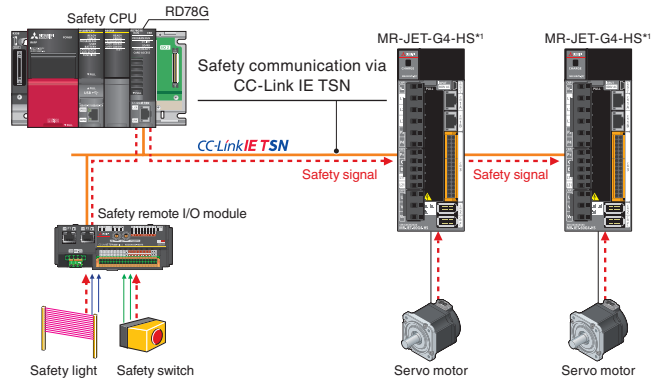 Safety CPU
RD78G
MR-JET-G4-HS*1
MR-JET-G4-HS*1
Safety communication via
CC-Link IE TSN
CC-Link IE TSN
Safety signal
Safety signal
Safety remote I/O module
Safety light
Safety switch
Servo motor
Servo motor